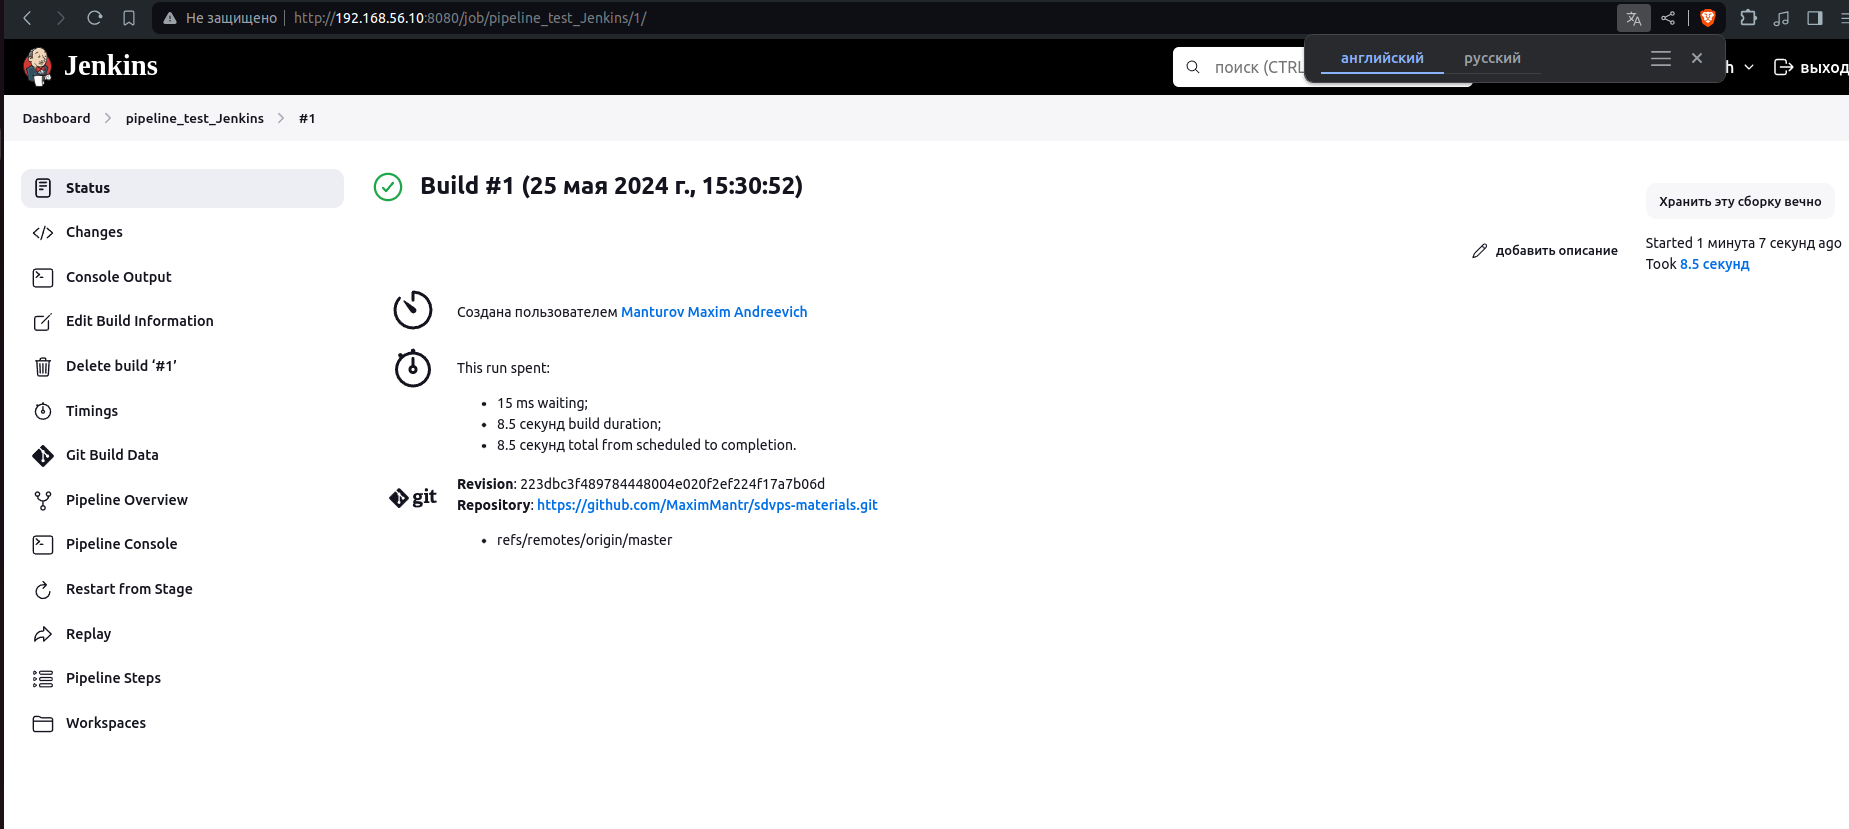 Не защищено
http://192.168.56.10:8080/job/pipeline_test_Jenkins/1/
английский русский
Jenkins
поиск (CTRL
h
выход
Dashboard > pipeline_test_Jenkins > #1
Status
Changes
Console Output
Edit Build Information
Delete build ‘#1’
Timings
Git Build Data
Pipeline Overview
Pipeline Console
Restart from Stage
Replay
Pipeline Steps
Workspaces
Build #1 (25 мая 2024 г., 15:30:52)
Хранить эту сборку вечно
добавить описание
Started 1 минута 7 секунд ago
Took 8.5 секунд
Создана пользователем Manturov Maxim Andreevich
This run spent:
• 15 ms waiting;
• 8.5 секунд build duration;
• 8.5 секунд total from scheduled to completion.
git
Revision: 223dbc3f489784448004e020f2ef224f17a7b06d
Repository: https://github.com/MaximMantr/sdvps-materials.git
• refs/remotes/origin/master